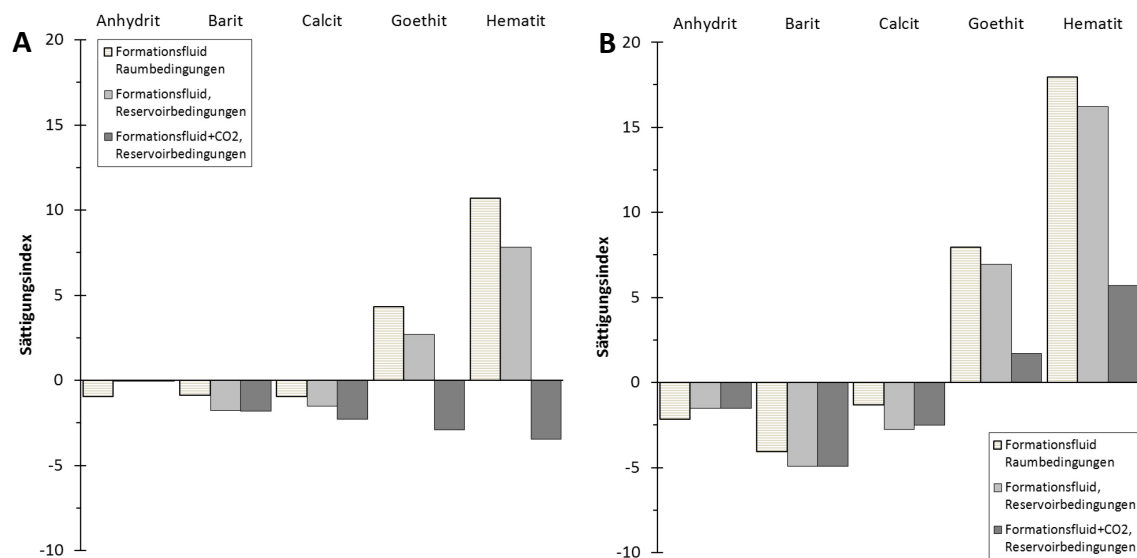 A
Anhydrit Barit Calcit Goethit Hematit
20
15
10
5
0
-5
-10
Sättigungsindex
Formationsfluid
Raumbedingungen
Formationsfluid,
Reservoirbedingungen
Formationsfluid+CO2,
Reservoirbedingungen
B
Anhydrit Barit Calcit Goethit Hematit
20
15
10
5
0
-5
-10
Sättigungsindex
Formationsfluid
Raumbedingungen
Formationsfluid,
Reservoirbedingungen
Formationsfluid+CO2,
Reservoirbedingungen